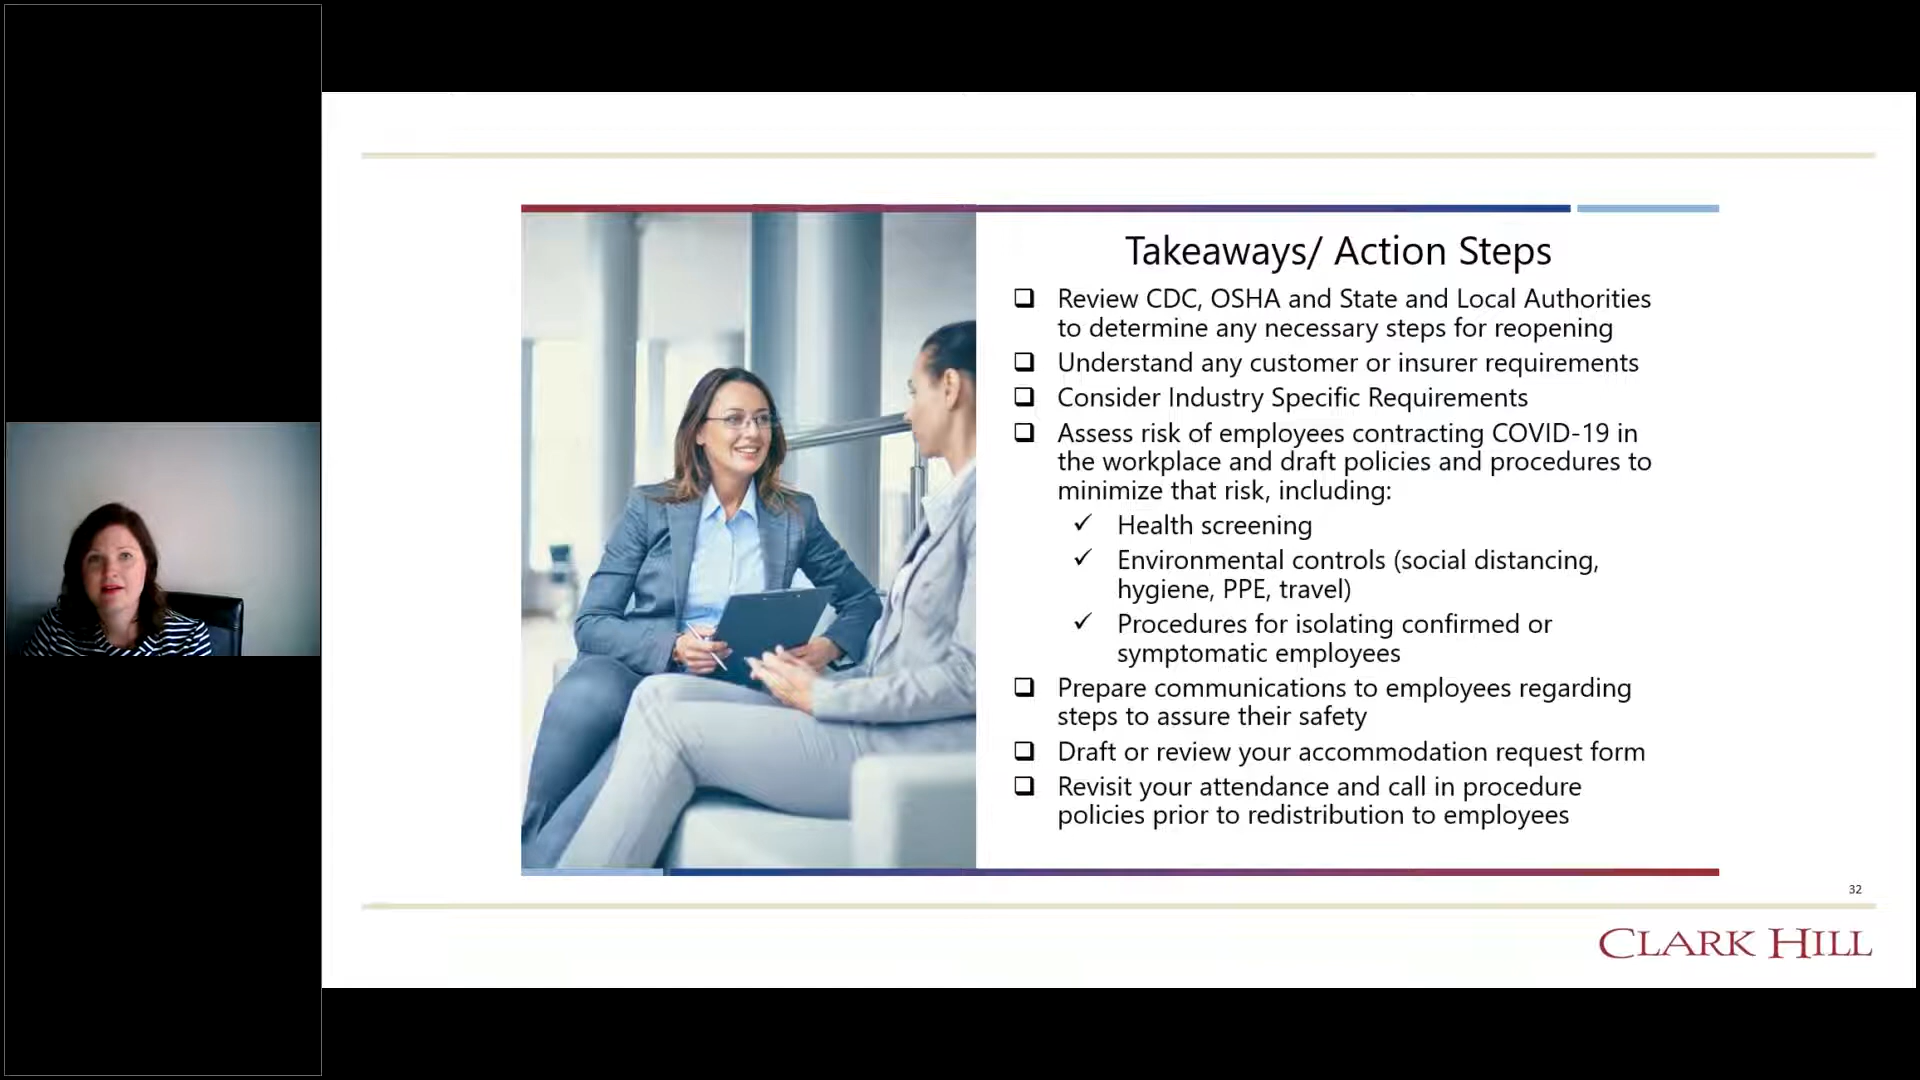 Takeaways/ Action Steps
Review CDC, OSHA and State and Local Authorities
to determine any necessary steps for reopening
Understand any customer or insurer requirements
Consider Industry Specific Requirements
Assess risk of employees contracting COVID-19 in
the workplace and draft policies and procedures to
minimize that risk, including:
Health screening
Environmental controls (social distancing,
hygiene, PPE, travel)
Procedures for isolating confirmed or
symptomatic employees
Prepare communications to employees regarding
steps to assure their safety
Draft or review your accommodation request form
Revisit your attendance and call in procedure
policies prior to redistribution to employees
32
CLARK HILL